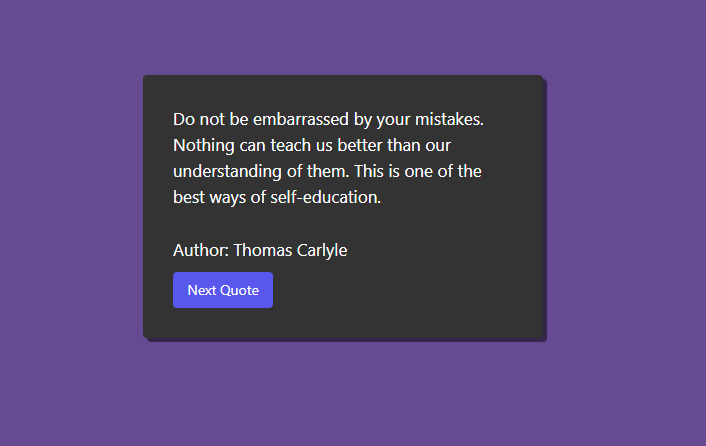 Do not be embarrassed by your mistakes.
Nothing can teach us better than our
understanding of them. This is one of the
best ways of self-education.
Author: Thomas Carlyle
Next Quote